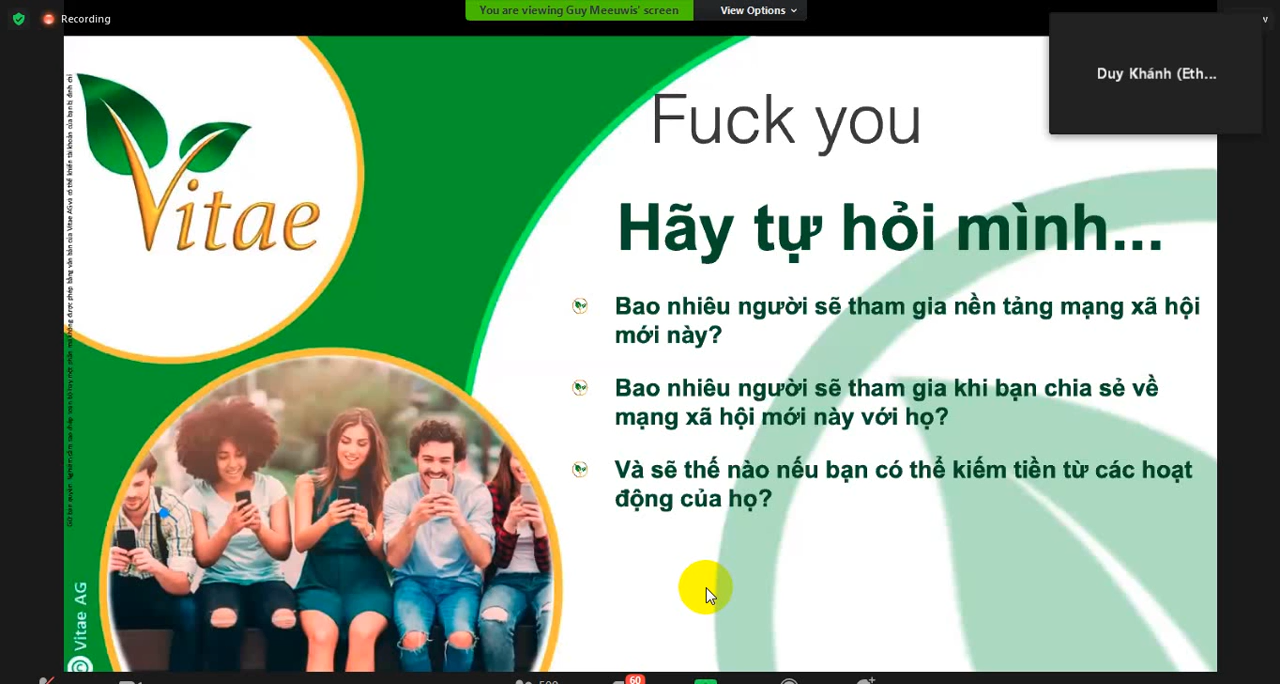 Recording
You are viewing Guy Meeuwis' screen
View Options
Duy Khánh (Eth...
Vitae
Fuck you
Hãy tự hỏi mình...
Bao nhiêu người sẽ tham gia nền tảng mạng xã hội
mới này?
Bao nhiêu người sẽ tham gia khi bạn chia sẻ về
mạng xã hội mới này với họ?
Và sẽ thế nào nếu bạn có thể kiếm tiền từ các hoạt
động của họ?
© Vitae AG
60